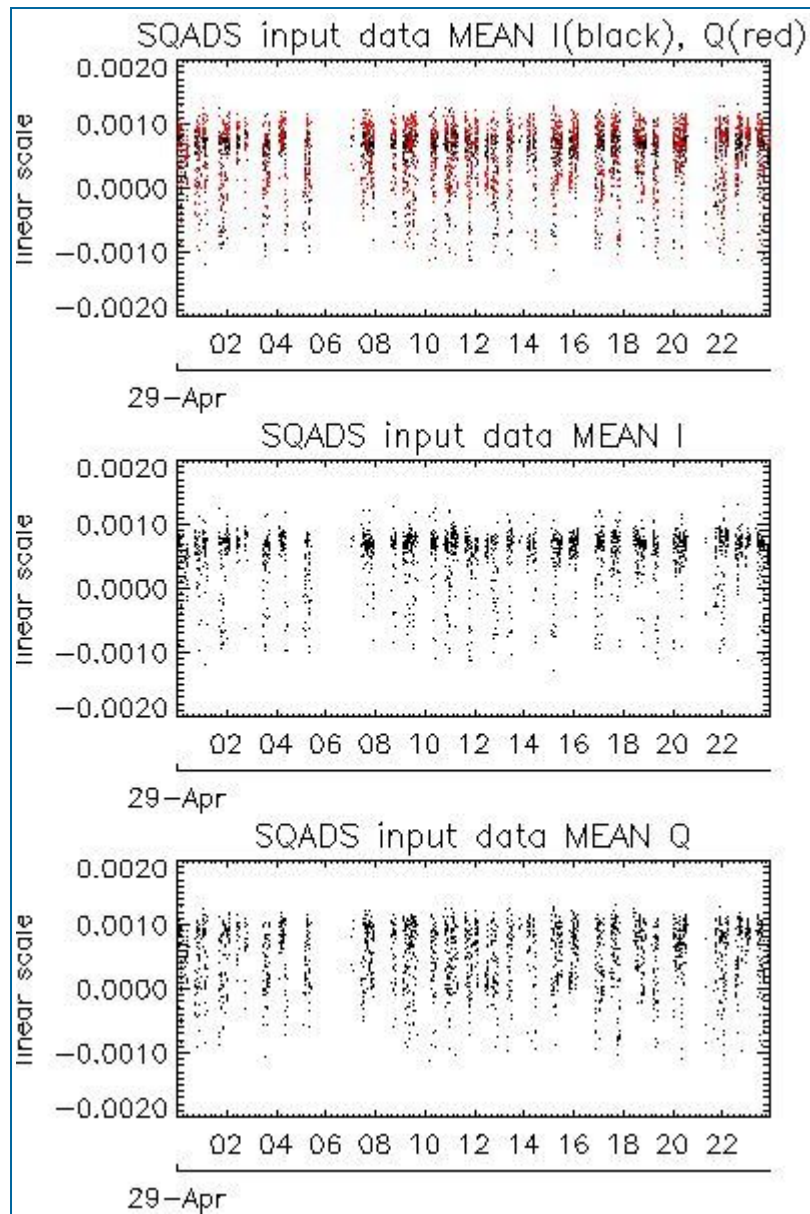 SQADS input data MEAN I(black), Q(red)
0.0020
0.0010
0.0000
-0.0010
-0.0020
linear scale
02 04 06 08 10 12 14 16 18 20 22
29-Apr
SQADS input data MEAN I
0.0020
0.0010
0.0000
-0.0010
-0.0020
linear scale
02 04 06 08 10 12 14 16 18 20 22
29-Apr
SQADS input data MEAN Q
0.0020
0.0010
0.0000
-0.0010
-0.0020
linear scale
02 04 06 08 10 12 14 16 18 20 22
29-Apr